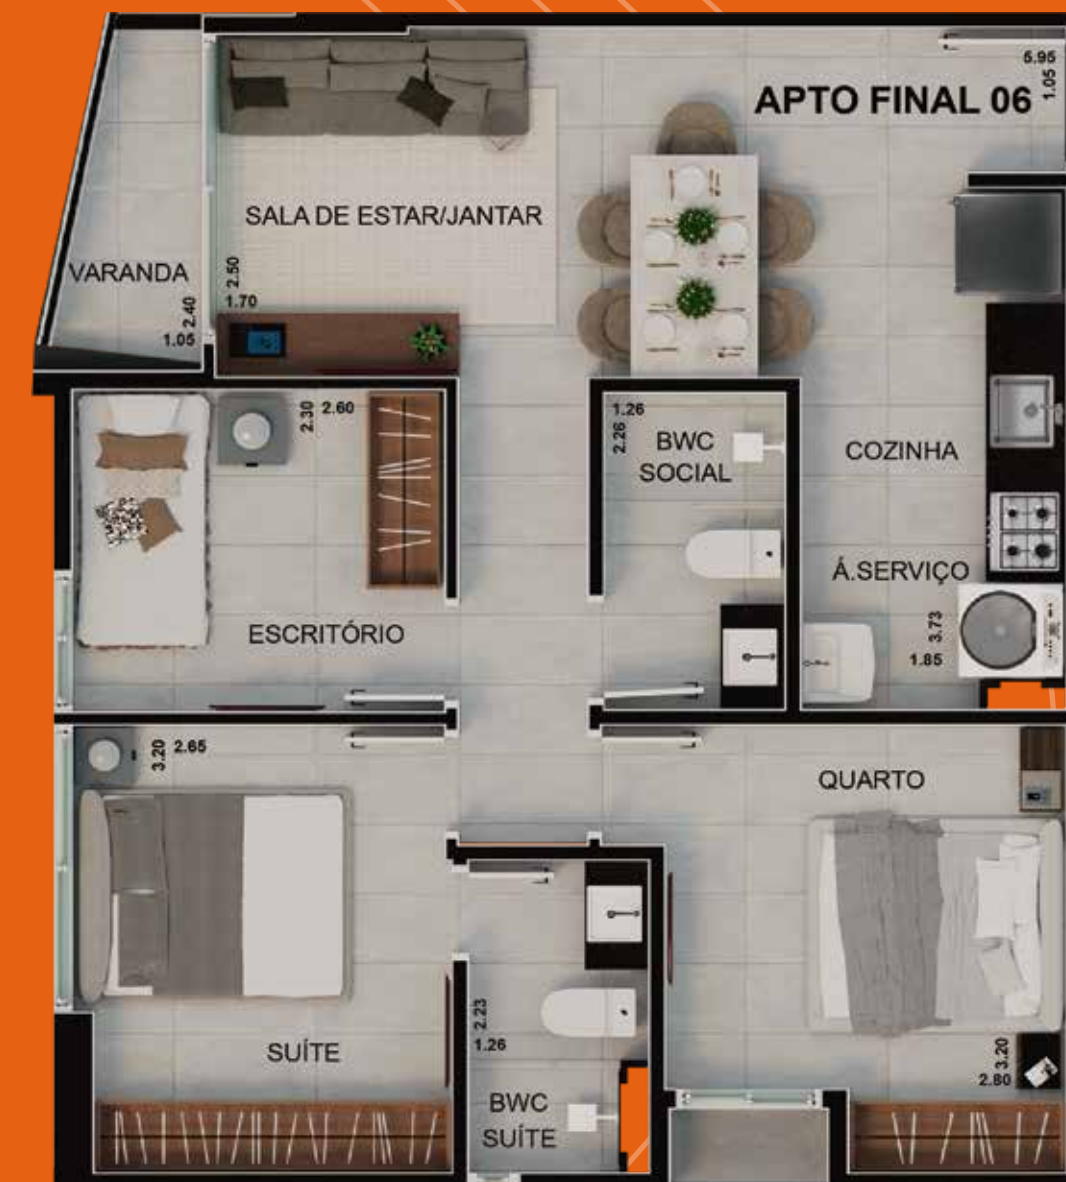 5.95
1.05
APTO FINAL 06
SALA DE ESTAR/JANTAR
2.50
1.70
VARANDA
2.40
1.05
2.30 2.60
1.26
2.26
BWC
SOCIAL
COZINHA
Á.SERVIÇO
3.73
1.85
ESCRITÓRIO
3.20 2.65
QUARTO
2.23
1.26
SUÍTE
3.20
2.80
BWC
SUÍTE